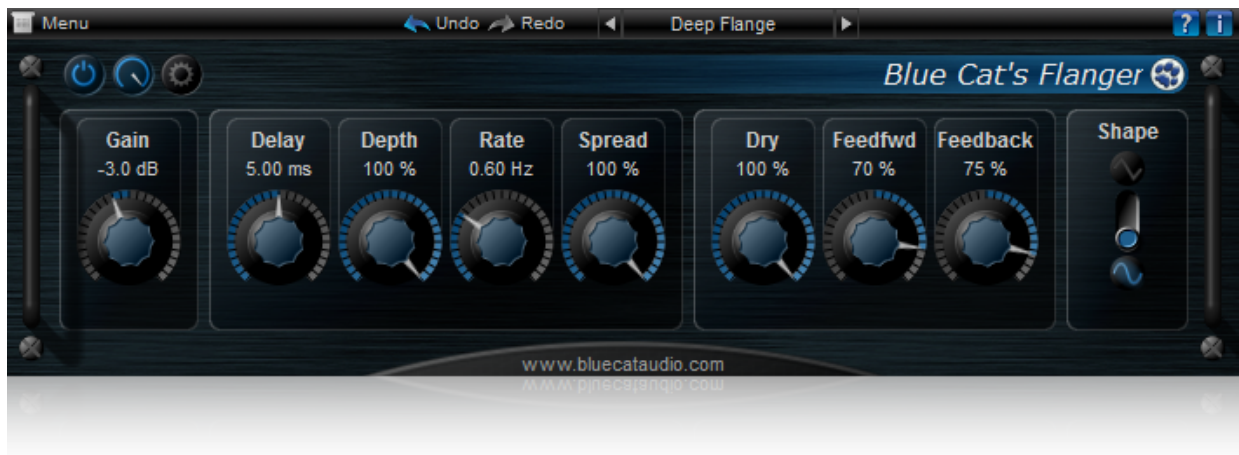 Menu Undo Redo Deep Flange ? i
Blue Cat's Flanger
Gain Delay Depth Rate Spread Dry Feedfwd Feedback Shape
-3.0 dB 5.00 ms 100 % 0.60 Hz 100 % 100 % 70 % 75 %
www.bluecataudio.com